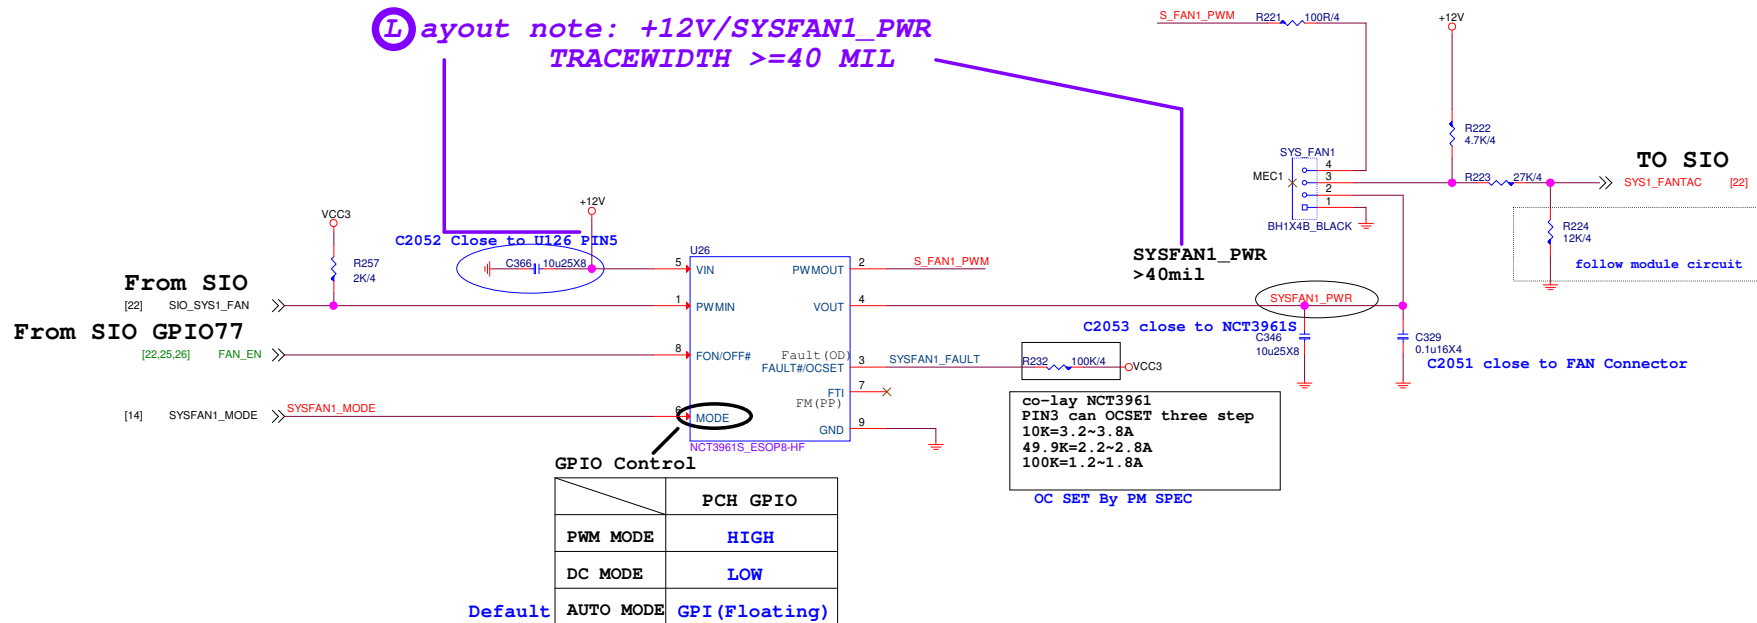 Layout note: +12V/SYSFAN1_PWR
TRACEWIDTH >=40 MIL
S_FAN1_PWM
R221
100R/4
+12V
R222
4.7K/4
SYS_FAN1
MEC1
4
3
2
1
BH1X4B_BLACK
R223
27K/4
TO SIO
SYS1_FANTAC
[22]
R224
12K/4
follow module circuit
VCC3
R257
2K/4
+12V
C2052 Close to U126 PIN5
C366
10u25X8
From SIO
[22]
SIO_SYS1_FAN
From SIO GPIO77
[22,25,26]
FAN_EN
[14]
SYSFAN1_MODE
SYSFAN1_MODE
U26
5
VIN
1
PWMIN
8
FON/OFF#
6
MODE
PWMOUT
2
VOUT
4
Fault(OD)
FAULT#/OCSET
3
FTI
7
FM(PP)
GND
9
NCT3961S_ESOP8-HF
S_FAN1_PWM
SYSFAN1_PWR
>40mil
SYSFAN1_PWR
C2053 close to NCT3961S
C346
10u25X8
C329
0.1u16X4
C2051 close to FAN Connector
SYSFAN1_FAULT
R232
100K/4
VCC3
co-lay NCT3961
PIN3 can OCSET three step
10K=3.2~3.8A
49.9K=2.2~2.8A
100K=1.2~1.8A
OC SET By PM SPEC
GPIO Control
PCH GPIO
PWM MODE HIGH
DC MODE LOW
Default AUTO MODE GPI(Floating)